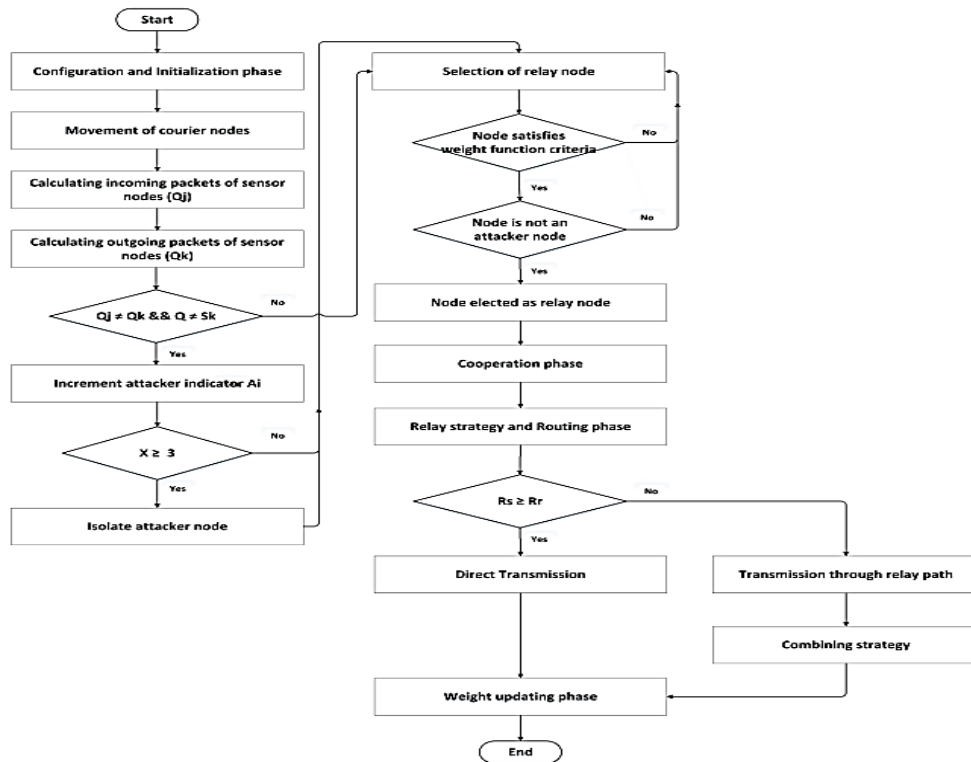 Start
Configuration and Initialization phase
Movement of courier nodes
Calculating incoming packets of sensor
nodes (Qj)
Calculating outgoing packets of sensor
nodes (Qk)
Qj ≠ Qk && Q ≠ Sk
No
Yes
Increment attacker indicator Ai
X ≥ 3
No
Yes
Isolate attacker node
Selection of relay node
Node satisfies
weight function criteria
No
Yes
Node is not an
attacker node
No
Yes
Node elected as relay node
Cooperation phase
Relay strategy and Routing phase
Rs ≥ Rr
No
Yes
Direct Transmission
Transmission through relay path
Combining strategy
Weight updating phase
End